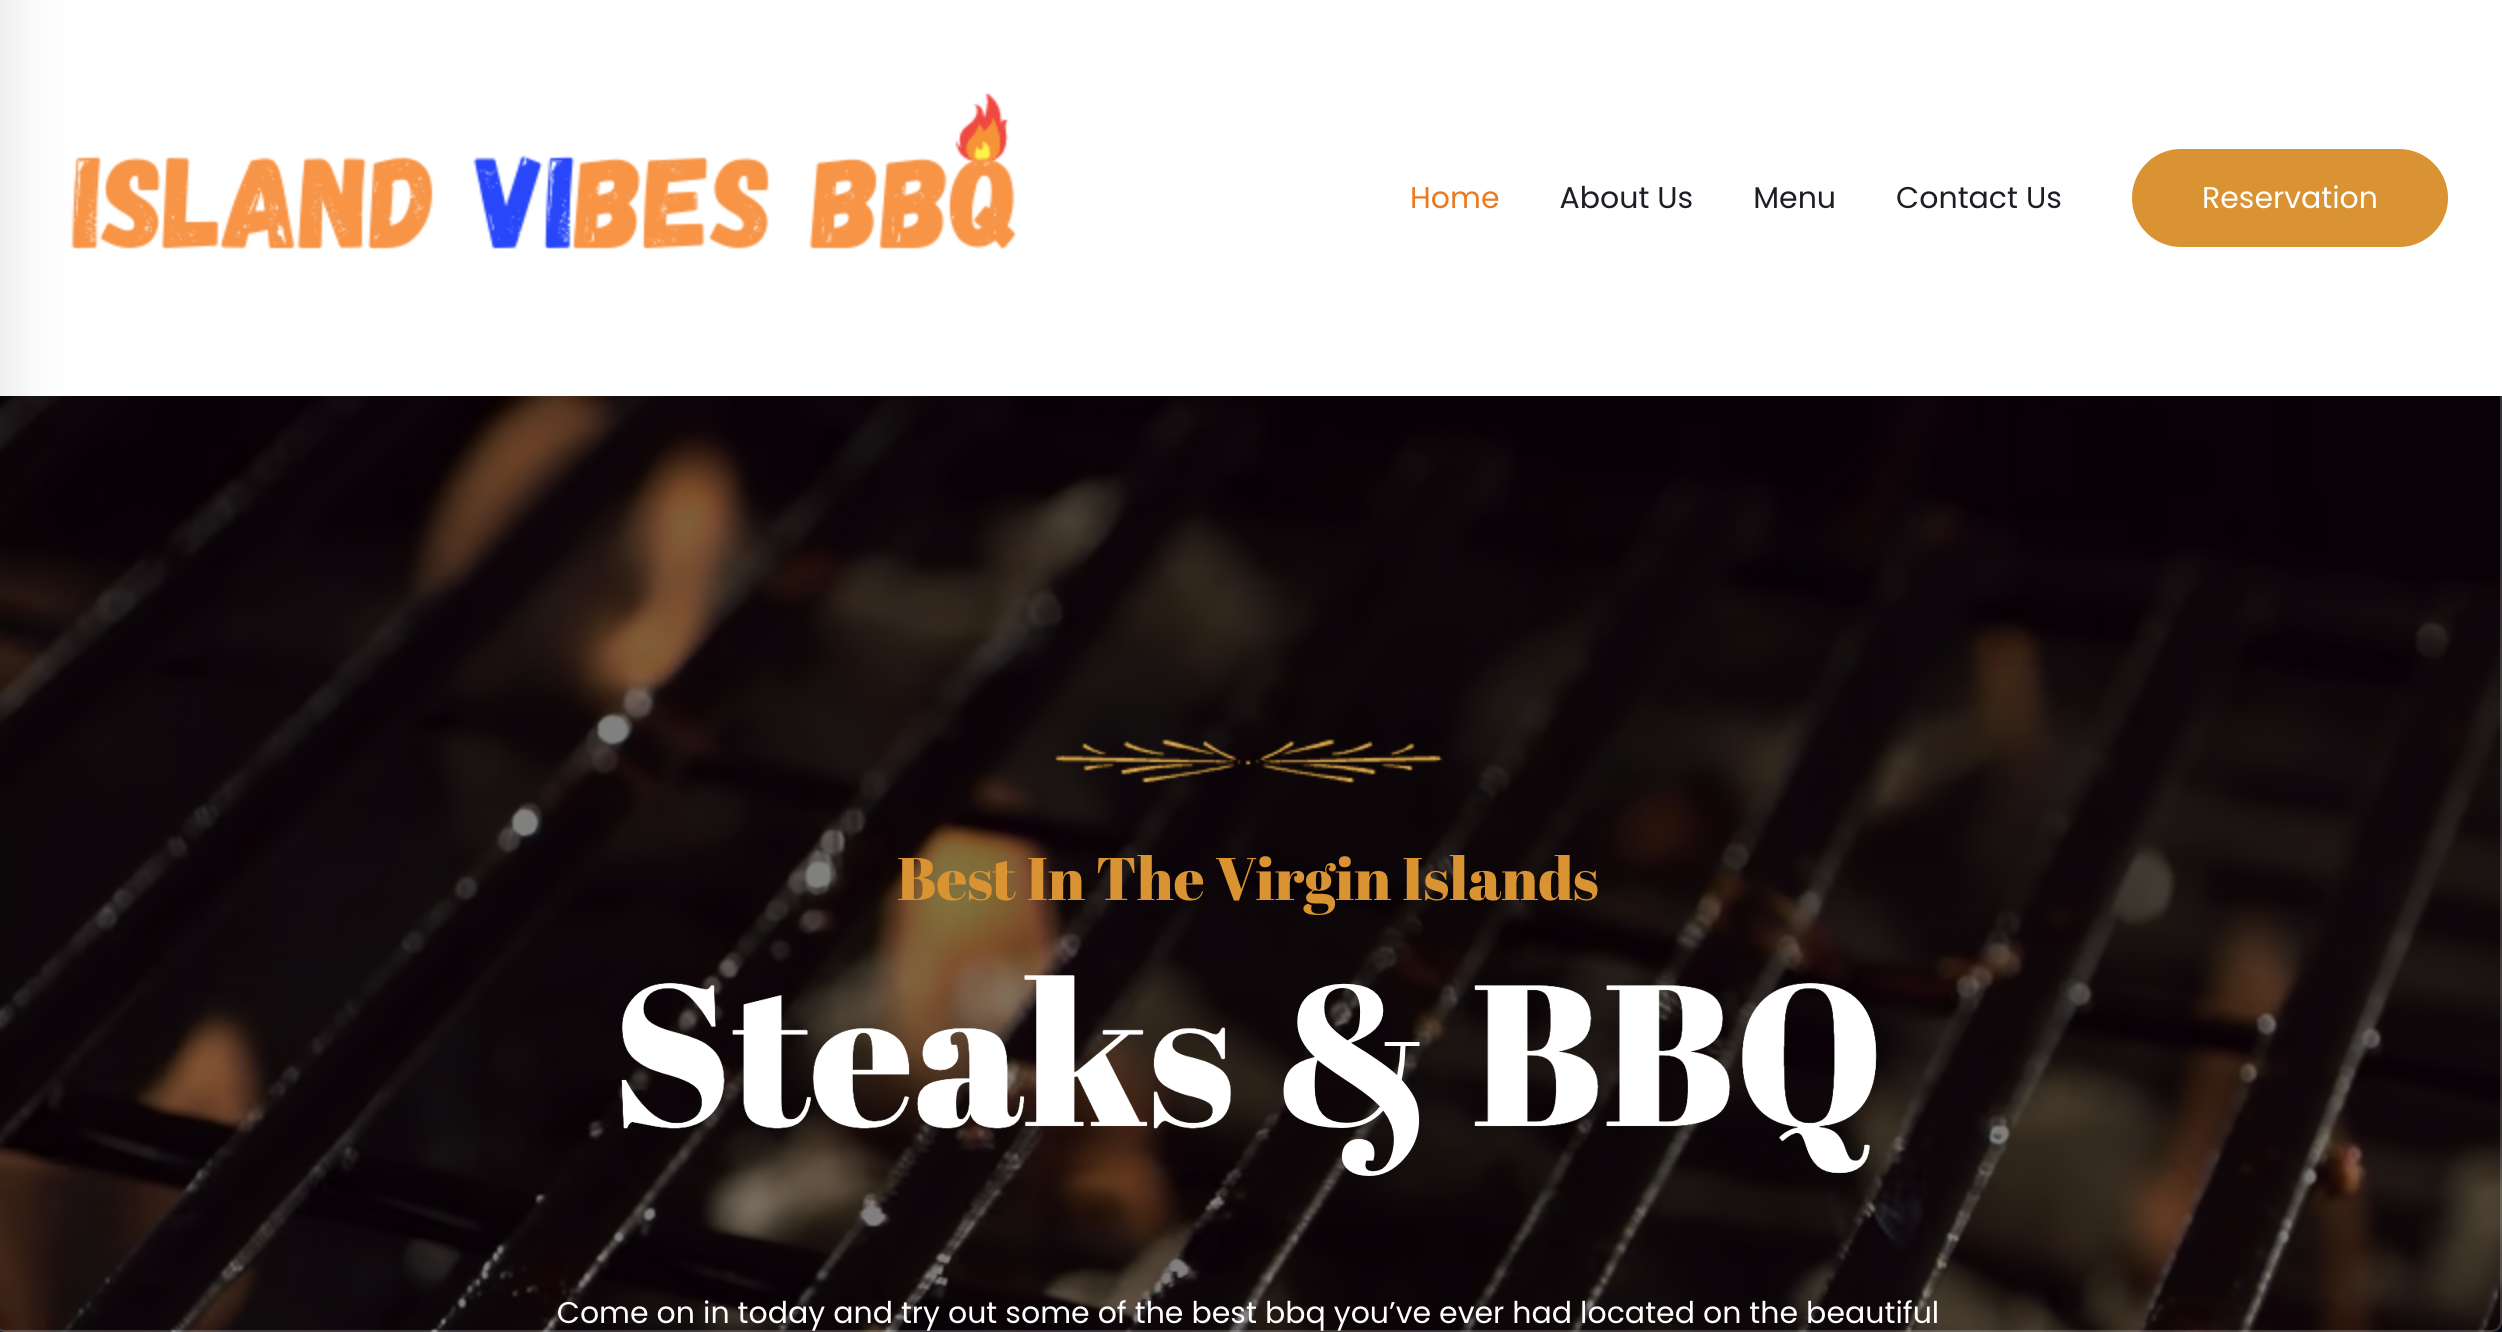 ISLAND VIBES BBQ
Home About Us Menu Contact Us Reservation
Best In The Virgin Islands
Steaks & BBQ
Come on in today and try out some of the best bbq you’ve ever had located on the beautiful